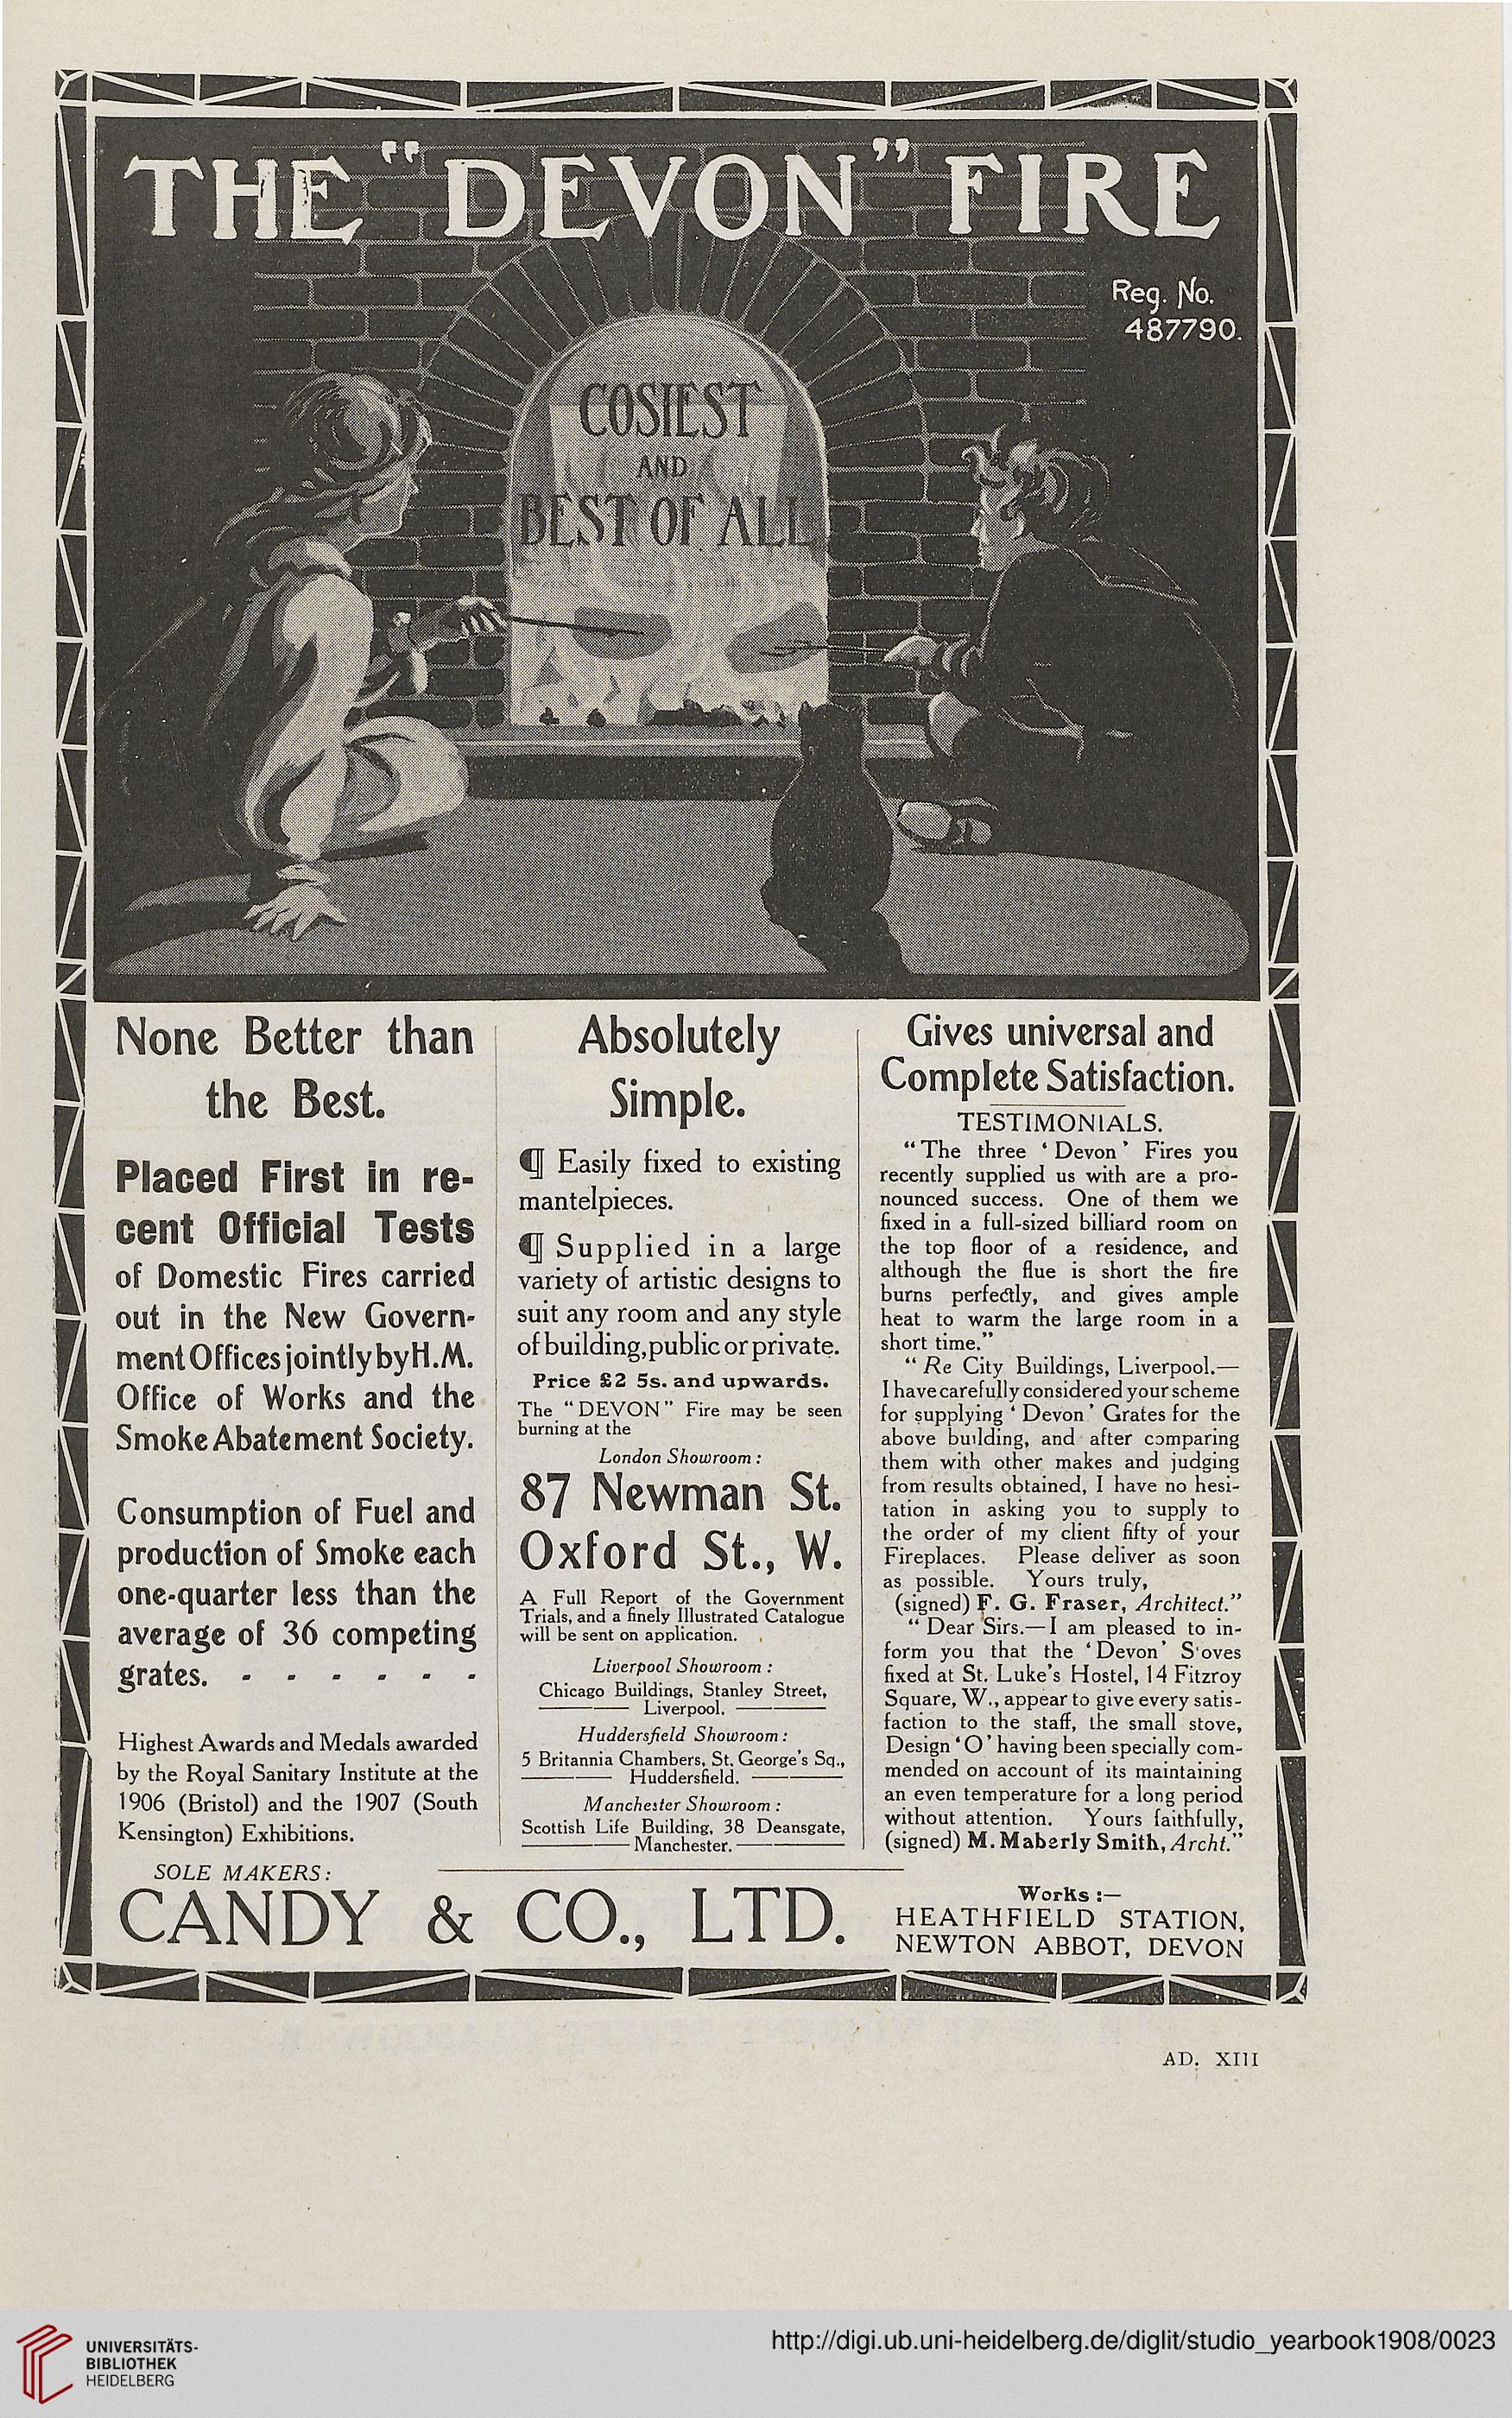 THE "DEVON" FIRE
Reg. No.
487790.
COSIEST
AND
BEST OF ALL
None Better than
the Best.
Placed First in re-
cent Official Tests
of Domestic Fires carried
out in the New Govern-
ment Offices jointly by H.M.
Office of Works and the
Smoke Abatement Society.
Consumption of Fuel and
production of Smoke each
one-quarter less than the
average of 36 competing
grates. - - - - - -
Highest Awards and Medals awarded
by the Royal Sanitary Institute at the
1906 (Bristol) and the 1907 (South
Kensington) Exhibitions.
Absolutely
Simple.
¶ Easily fixed to existing
mantelpieces.
¶ Supplied in a large
variety of artistic designs to
suit any room and any style
of building, public or private.
Price £2 5s. and upwards.
The "DEVON" Fire may be seen
burning at the
London Showroom:
87 Newman St.
Oxford St., W.
A Full Report of the Government
Trials, and a finely Illustrated Catalogue
will be sent on application.
Liverpool Showroom:
Chicago Buildings, Stanley Street,
Liverpool.
Huddersfield Showroom:
5 Britannia Chambers, St. George's Sq.,
Huddersfield.
Manchester Showroom:
Scottish Life Building, 38 Deansgate,
Manchester.
Gives universal and
Complete Satisfaction.
TESTIMONIALS.
"The three 'Devon' Fires you
recently supplied us with are a pro-
nounced success. One of them we
fixed in a full-sized billiard room on
the top floor of a residence, and
although the flue is short the fire
burns perfectly, and gives ample
heat to warm the large room in a
short time."
"Re City Buildings, Liverpool.—
I have carefully considered your scheme
for supplying 'Devon' Grates for the
above building, and after comparing
them with other makes and judging
from results obtained, I have no hesi-
tation in asking you to supply to
the order of my client fifty of your
Fireplaces. Please deliver as soon
as possible. Yours truly,
(signed) F. G. Fraser, Architect."
"Dear Sirs.—I am pleased to in-
form you that the 'Devon' Stoves
fixed at St. Luke's Hostel, 14 Fitzroy
Square, W., appear to give every satis-
faction to the staff, the small stove,
Design 'O' having been specially com-
mended on account of its maintaining
an even temperature for a long period
without attention. Yours faithfully,
(signed) M. Maberly Smith, Archt."
SOLE MAKERS:
CANDY & CO., LTD.
Works:—
HEATHFIELD STATION,
NEWTON ABBOT, DEVON
AD. XIII
UNIVERSITÄTS-
BIBLIOTHEK
HEIDELBERG
http://digi.ub.uni-heidelberg.de/diglit/studio_yearbook1908/0023